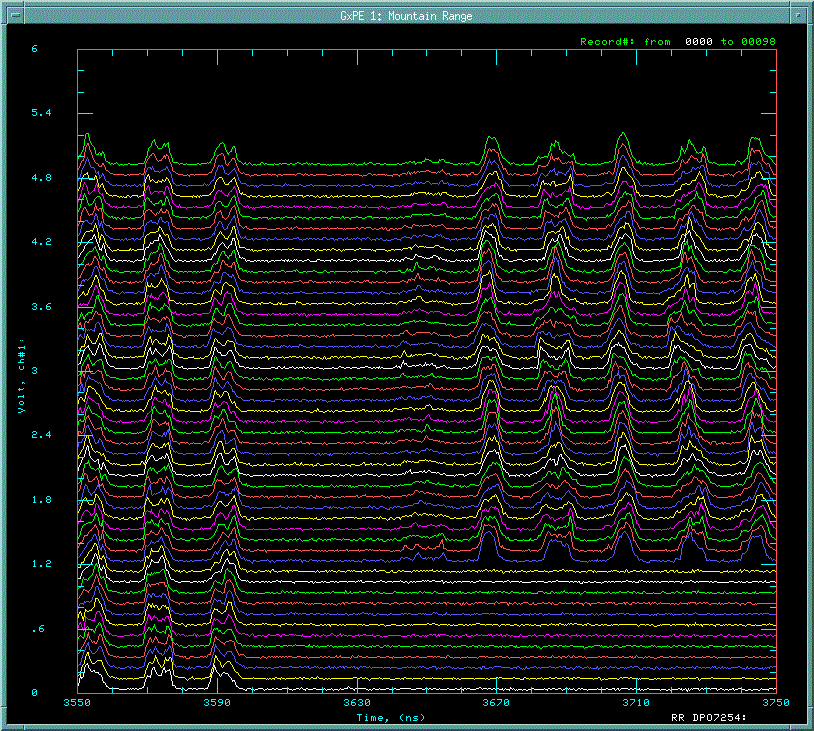 GxPE 1: Mountain Range
Record#: from 0000 to 00098
6
5.4
4.8
4.2
3.6
3
2.4
1.8
1.2
.6
0
Volt, ch#1:
3550 3590 3630 3670 3710 3750
Time, (ns)
RR DPO7254: